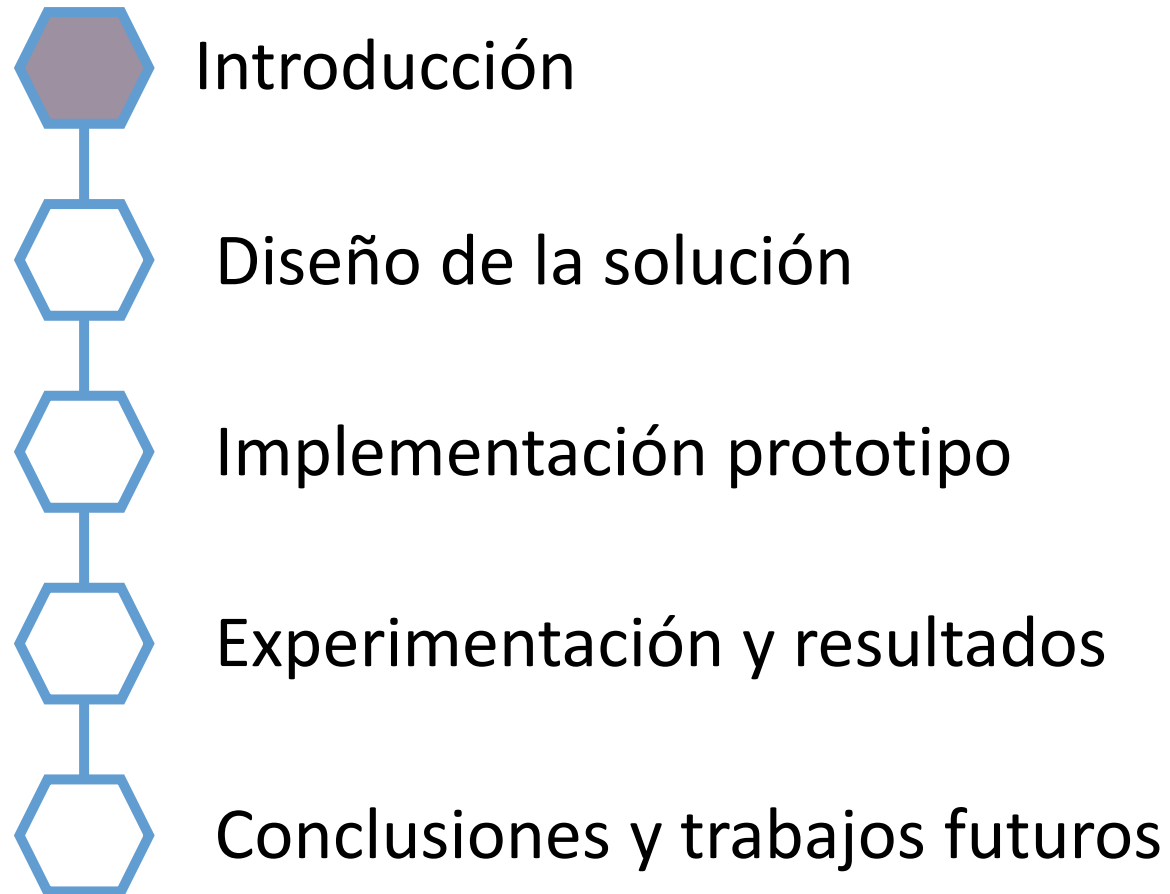 Introducción
Diseño de la solución
Implementación prototipo
Experimentación y resultados
Conclusiones y trabajos futuros